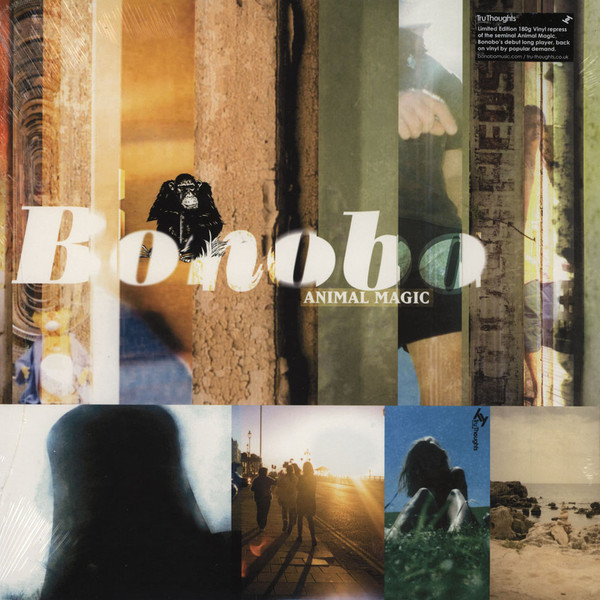 TruThoughts
Limited Edition 180g Vinyl repress
of the seminal Animal Magic,
Bonobo's debut long player, back
on vinyl by popular demand.
bonobomusic.com / tru-thoughts.co.uk
Bonobo
ANIMAL MAGIC
TruThoughts